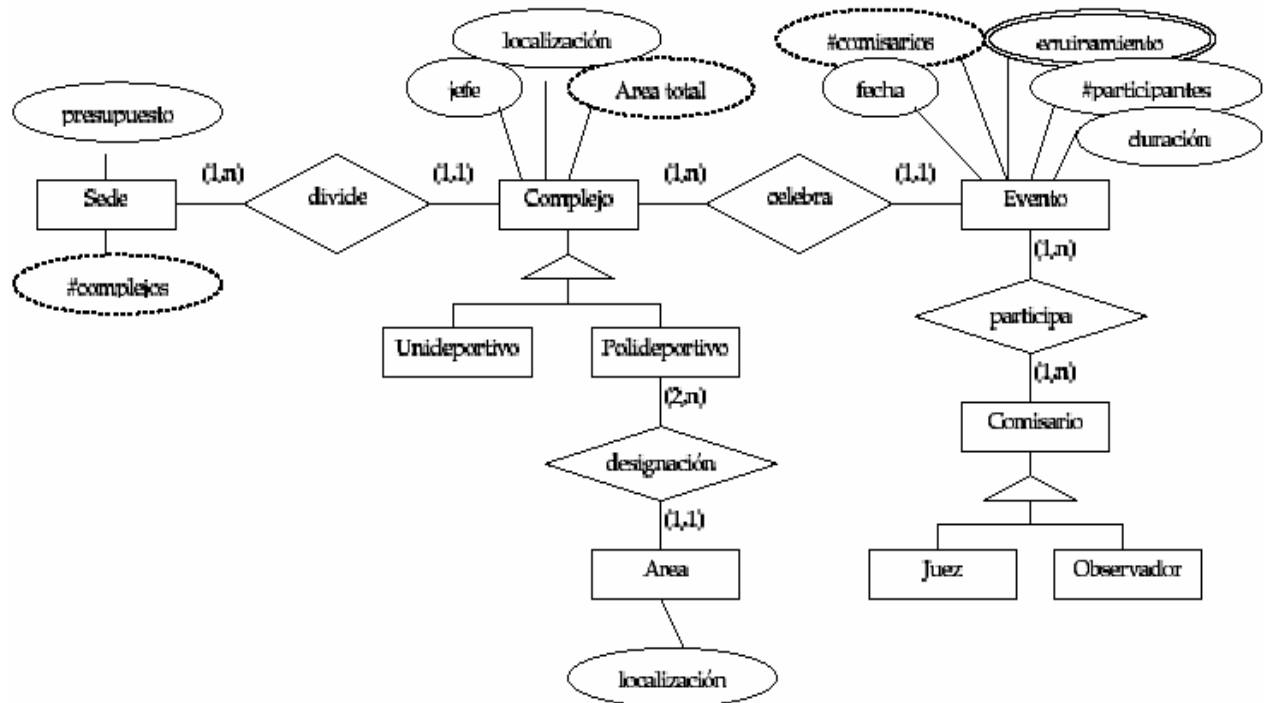 localización
#comisarios
equipamiento
jefe
Area total
fecha
#participantes
presupuesto
duración
(1,n)
(1,1)
(1,n)
(1,1)
Sede
divide
Complejo
celebra
Evento
(1,n)
#complejos
participa
Unideportivo
Polideportivo
(1,n)
(2,n)
Comisario
designación
(1,1)
Area
Juez
Observador
localización